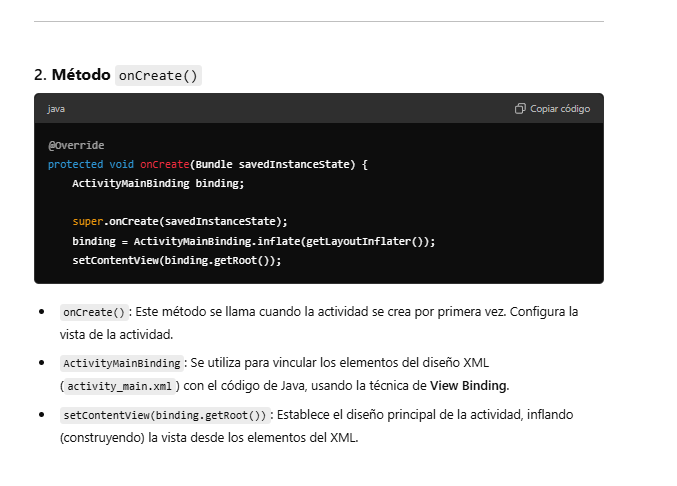 2. Método onCreate()
java
Copiar código
@Override
protected void onCreate(Bundle savedInstanceState) {
    ActivityMainBinding binding;
    super.onCreate(savedInstanceState);
    binding = ActivityMainBinding.inflate(getLayoutInflater());
    setContentView(binding.getRoot());
• onCreate(): Este método se llama cuando la actividad se crea por primera vez. Configura la
vista de la actividad.
• ActivityMainBinding: Se utiliza para vincular los elementos del diseño XML
(activity_main.xml) con el código de Java, usando la técnica de View Binding.
• setContentView(binding.getRoot()): Establece el diseño principal de la actividad, inflando
(construyendo) la vista desde los elementos del XML.